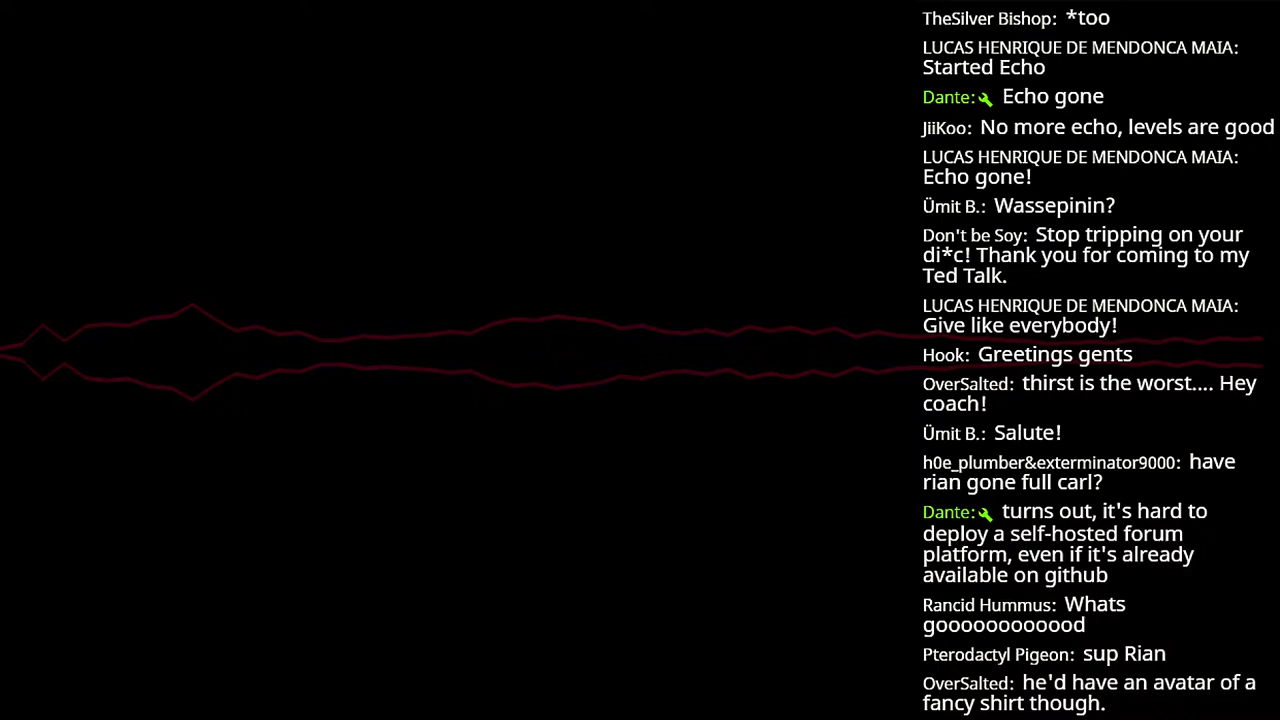 TheSilver Bishop: *too
LUCAS HENRIQUE DE MENDONCA MAIA:
Started Echo
Dante: Echo gone
JiiKoo: No more echo, levels are good
LUCAS HENRIQUE DE MENDONCA MAIA:
Echo gone!
Ümit B.: Wassepinin?
Don't be Soy: Stop tripping on your
di*c! Thank you for coming to my
Ted Talk.
LUCAS HENRIQUE DE MENDONCA MAIA:
Give like everybody!
Hook: Greetings gents
OverSalted: thirst is the worst.... Hey
coach!
Ümit B.: Salute!
h0e_plumber&exterminator9000: have
rian gone full carl?
Dante: turns out, it's hard to
deploy a self-hosted forum
platform, even if it's already
available on github
Rancid Hummus: Whats
goooooooooood
Pterodactyl Pigeon: sup Rian
OverSalted: he'd have an avatar of a
fancy shirt though.